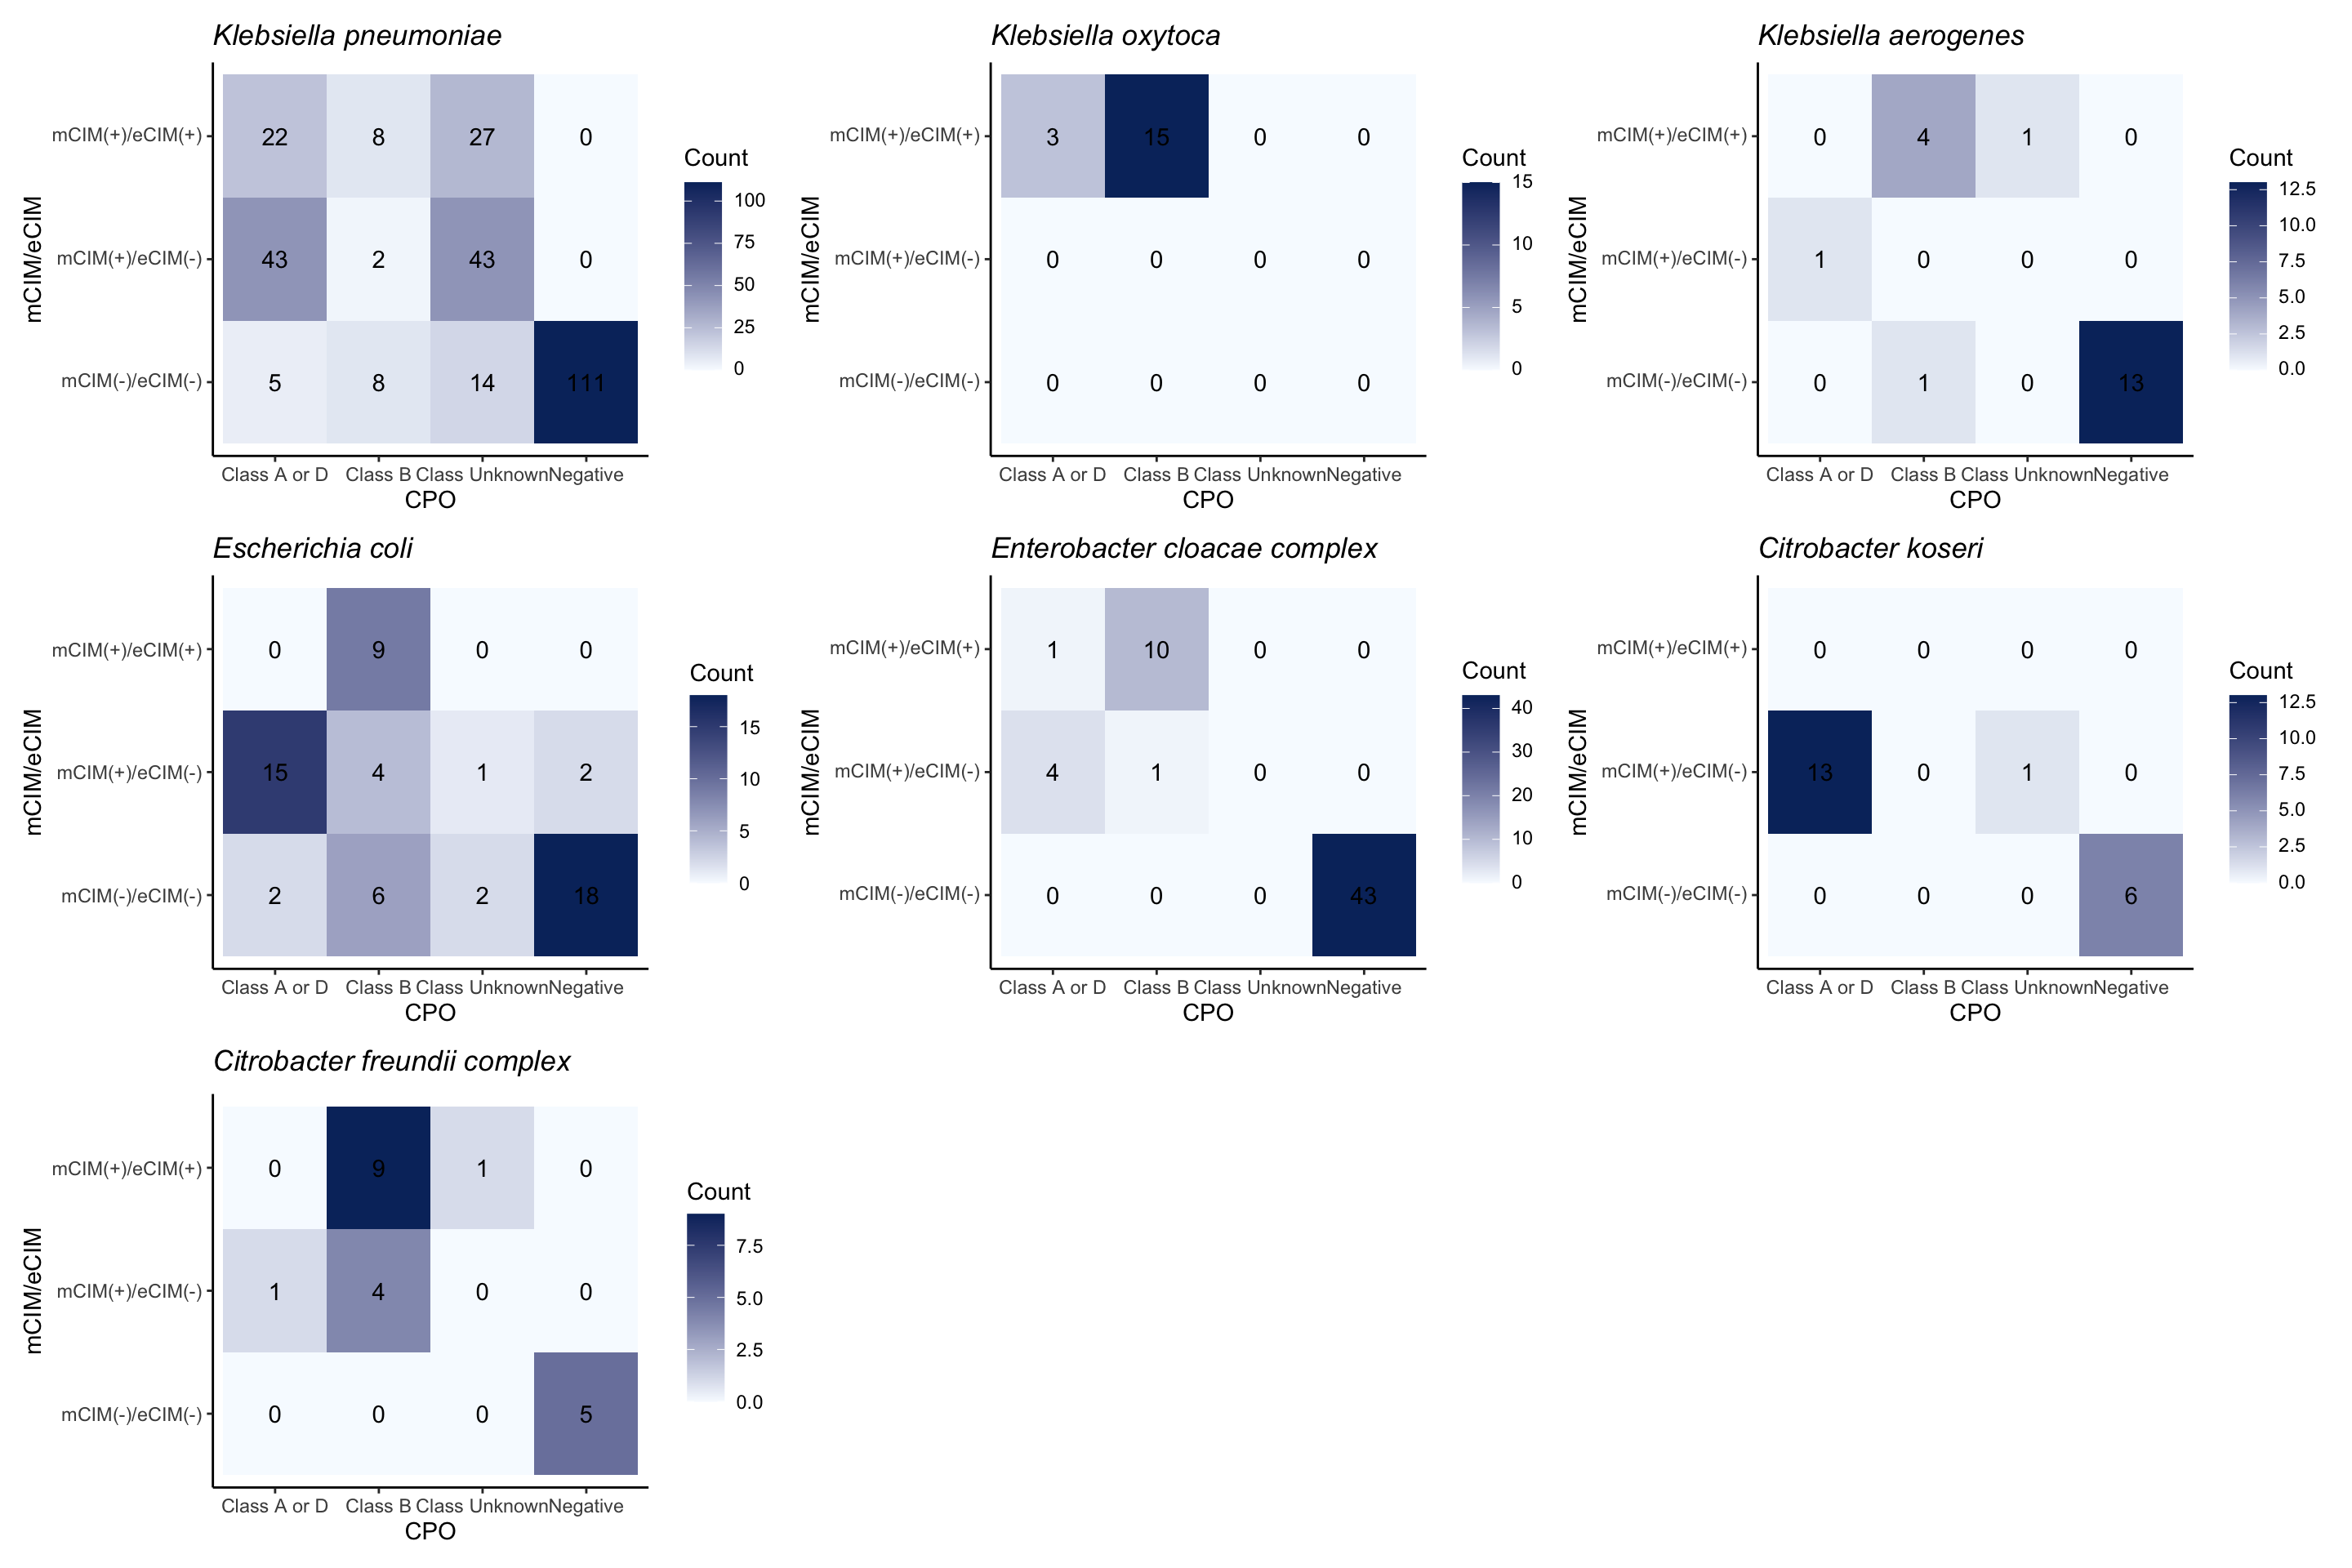 Klebsiella pneumoniae
mCIM/eCIM
mCIM(+)/eCIM(+)
22 8 27 0
mCIM(+)/eCIM(-)
43 2 43 0
mCIM(-)/eCIM(-)
5 8 14 111
Class A or D Class B Class Unknown Negative
CPO
Count
100
75
50
25
0
Klebsiella oxytoca
mCIM/eCIM
mCIM(+)/eCIM(+)
3 15 0 0
mCIM(+)/eCIM(-)
0 0 0 0
mCIM(-)/eCIM(-)
0 0 0 0
Class A or D Class B Class Unknown Negative
CPO
Count
15
10
5
0
Klebsiella aerogenes
mCIM/eCIM
mCIM(+)/eCIM(+)
0 4 1 0
mCIM(+)/eCIM(-)
1 0 0 0
mCIM(-)/eCIM(-)
0 1 0 13
Class A or D Class B Class Unknown Negative
CPO
Count
12.5
10.0
7.5
5.0
2.5
0.0
Escherichia coli
mCIM/eCIM
mCIM(+)/eCIM(+)
0 9 0 0
mCIM(+)/eCIM(-)
15 4 1 2
mCIM(-)/eCIM(-)
2 6 2 18
Class A or D Class B Class Unknown Negative
CPO
Count
15
10
5
0
Enterobacter cloacae complex
mCIM/eCIM
mCIM(+)/eCIM(+)
1 10 0 0
mCIM(+)/eCIM(-)
4 1 0 0
mCIM(-)/eCIM(-)
0 0 0 43
Class A or D Class B Class Unknown Negative
CPO
Count
40
30
20
10
0
Citrobacter koseri
mCIM/eCIM
mCIM(+)/eCIM(+)
0 0 0 0
mCIM(+)/eCIM(-)
13 0 1 0
mCIM(-)/eCIM(-)
0 0 0 6
Class A or D Class B Class Unknown Negative
CPO
Count
12.5
10.0
7.5
5.0
2.5
0.0
Citrobacter freundii complex
mCIM/eCIM
mCIM(+)/eCIM(+)
0 9 1 0
mCIM(+)/eCIM(-)
1 4 0 0
mCIM(-)/eCIM(-)
0 0 0 5
Class A or D Class B Class Unknown Negative
CPO
Count
7.5
5.0
2.5
0.0